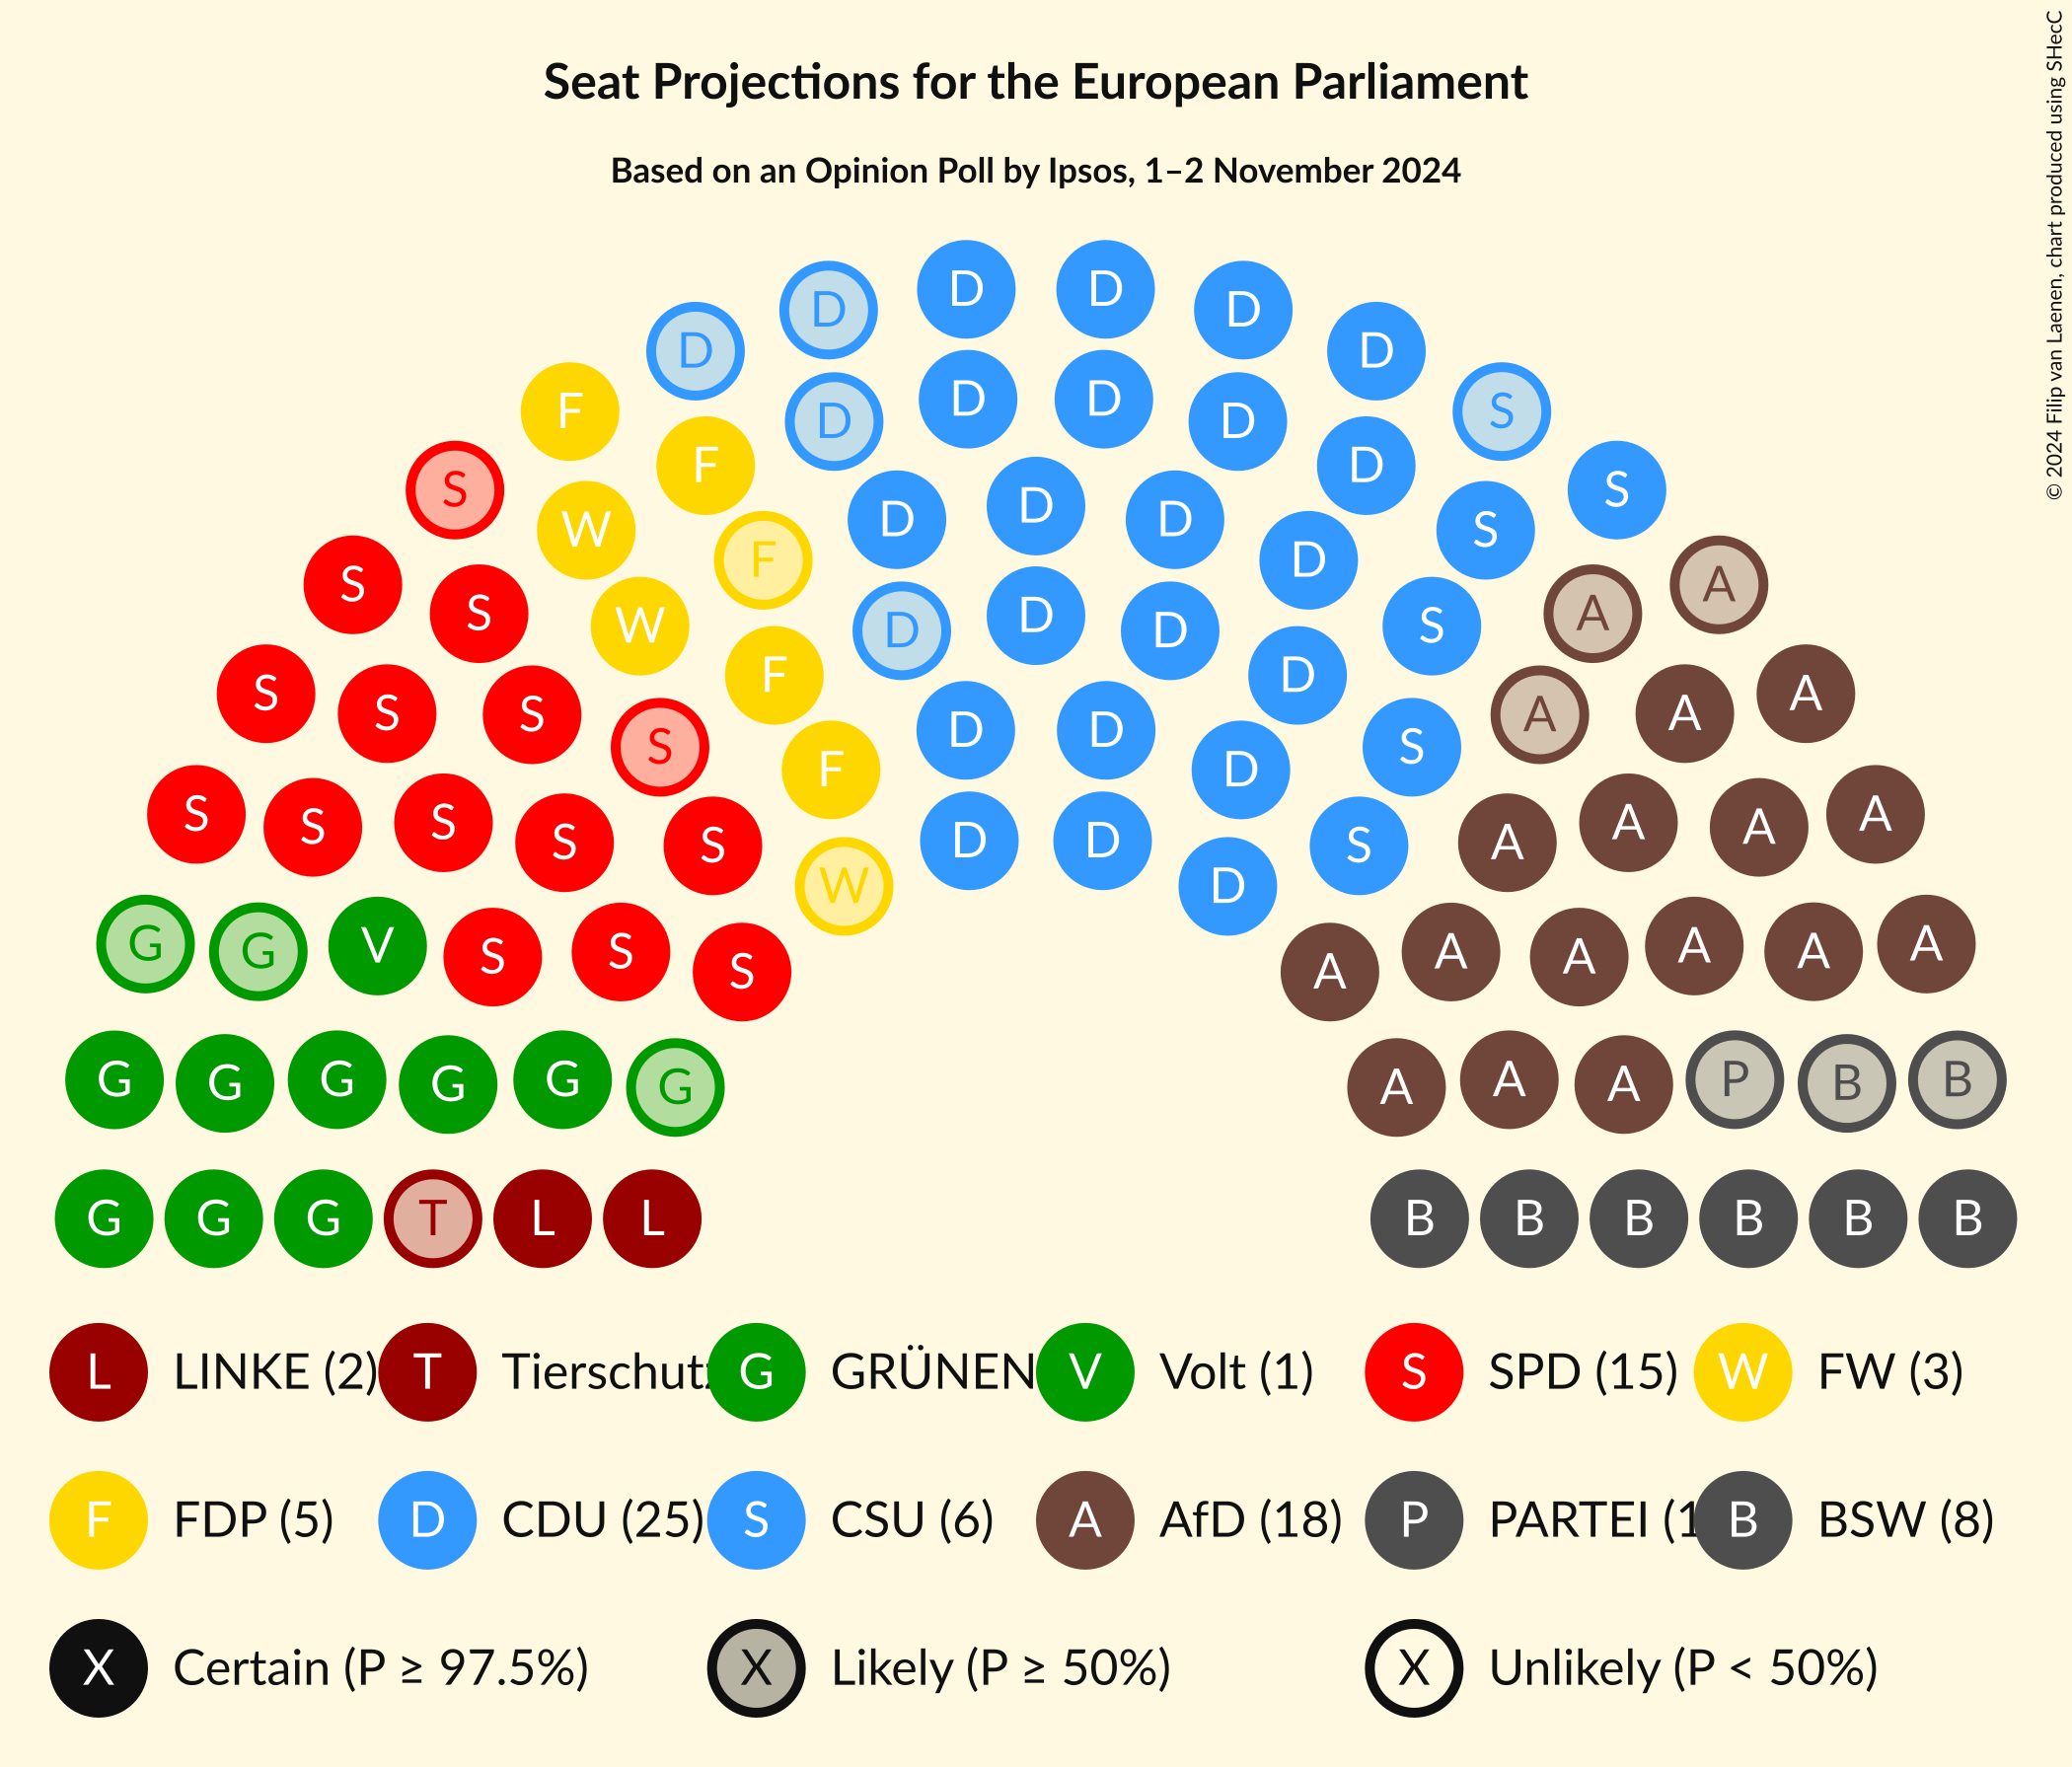 Seat Projections for the European Parliament
Based on an Opinion Poll by Ipsos, 1–2 November 2024
© 2024 Filip van Laenen, chart produced using SHecC
D D D D D D
F D D D D D S
S F D S S
W F D D D D A A
S S W D D D S A
S S S S F D S A A A
S S S S S F D D D S A A A A
G G V S S S W D D D A A A A A A
G G G G G G A A A P B B
G G G T L L B B B B B B
L LINKE (2) T Tierschutz G GRÜNEN V Volt (1) S SPD (15) W FW (3)
F FDP (5) D CDU (25) S CSU (6) A AfD (18) P PARTEI (1 B BSW (8)
X Certain (P ≥ 97.5%) X Likely (P ≥ 50%) X Unlikely (P < 50%)